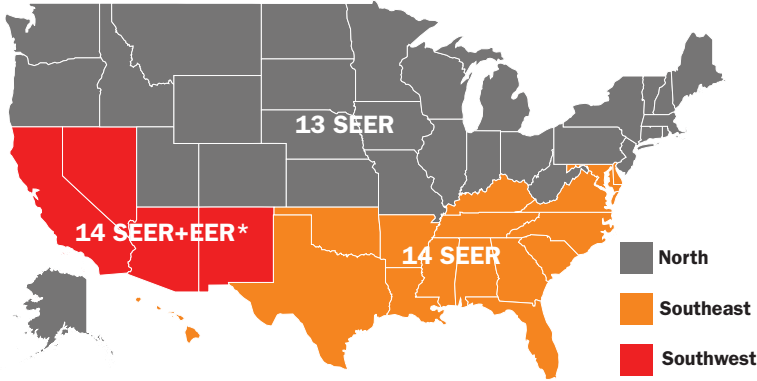 13 SEER
14 SEER+EER*
14 SEER
North
Southeast
Southwest